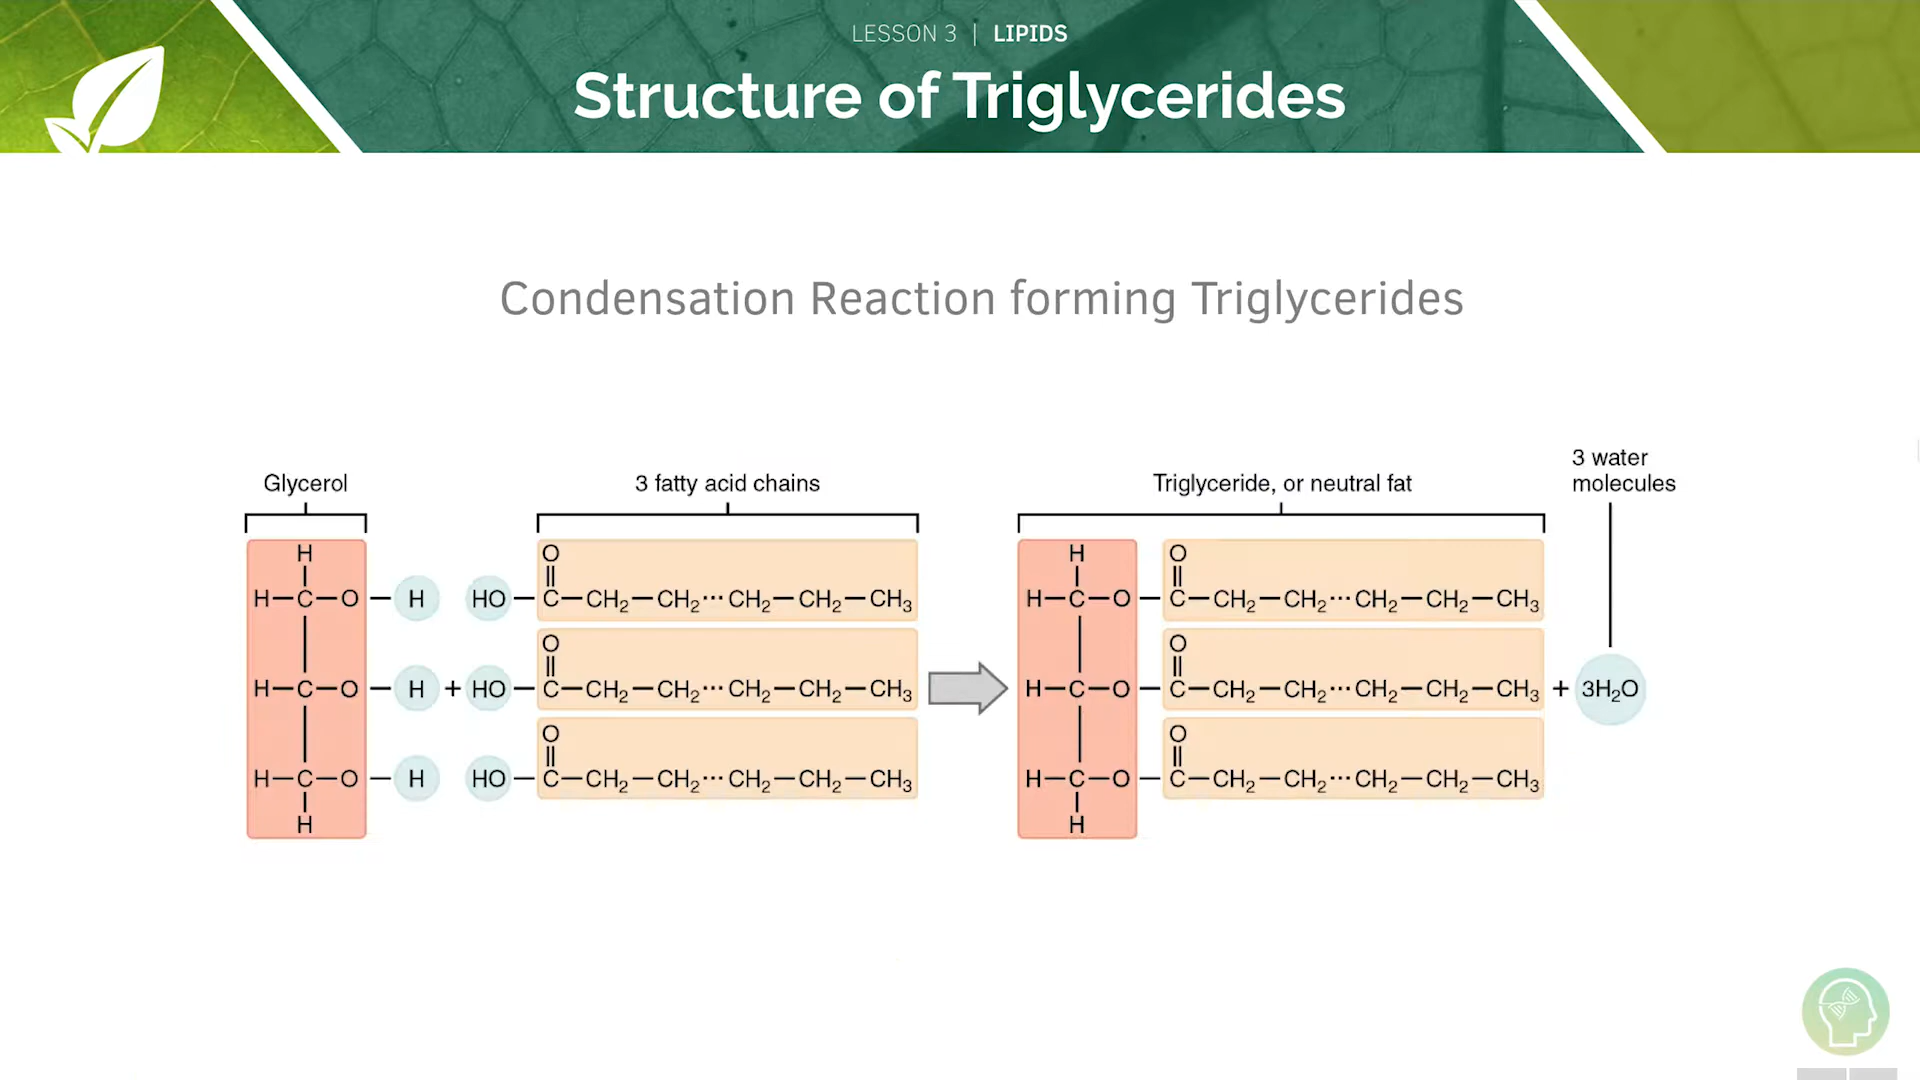 LESSON 3 | LIPIDS
Structure of Triglycerides
Condensation Reaction forming Triglycerides
Glycerol
3 fatty acid chains
Triglyceride, or neutral fat
3 water
molecules
H O H O
H—C—O—H HO—C—CH₂—CH₂···CH₂—CH₂—CH₃ H—C—O—C—CH₂—CH₂···CH₂—CH₂—CH₃
O O
H—C—O—H + HO—C—CH₂—CH₂···CH₂—CH₂—CH₃ H—C—O—C—CH₂—CH₂···CH₂—CH₂—CH₃ + 3H₂O
O O
H—C—O—H HO—C—CH₂—CH₂···CH₂—CH₂—CH₃ H—C—O—C—CH₂—CH₂···CH₂—CH₂—CH₃
H H